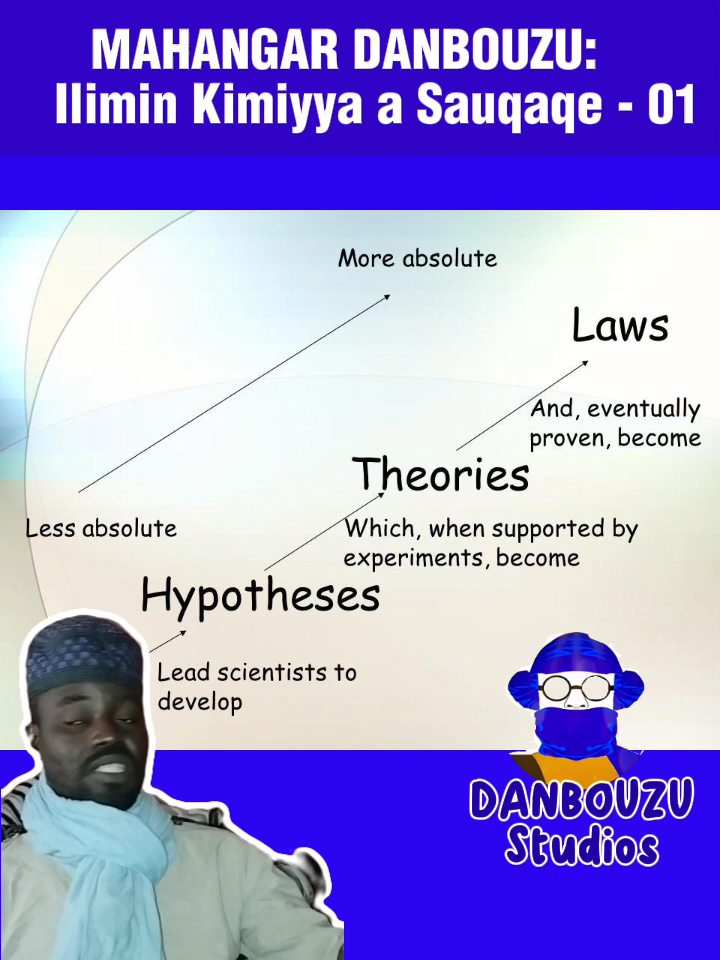 MAHANGAR DANBOUZU:
Ilimin Kimiyya a Sauqaqe - 01
More absolute
Laws
And, eventually
proven, become
Theories
Less absolute
Which, when supported by
experiments, become
Hypotheses
Lead scientists to
develop
DANBOUZU
Studios